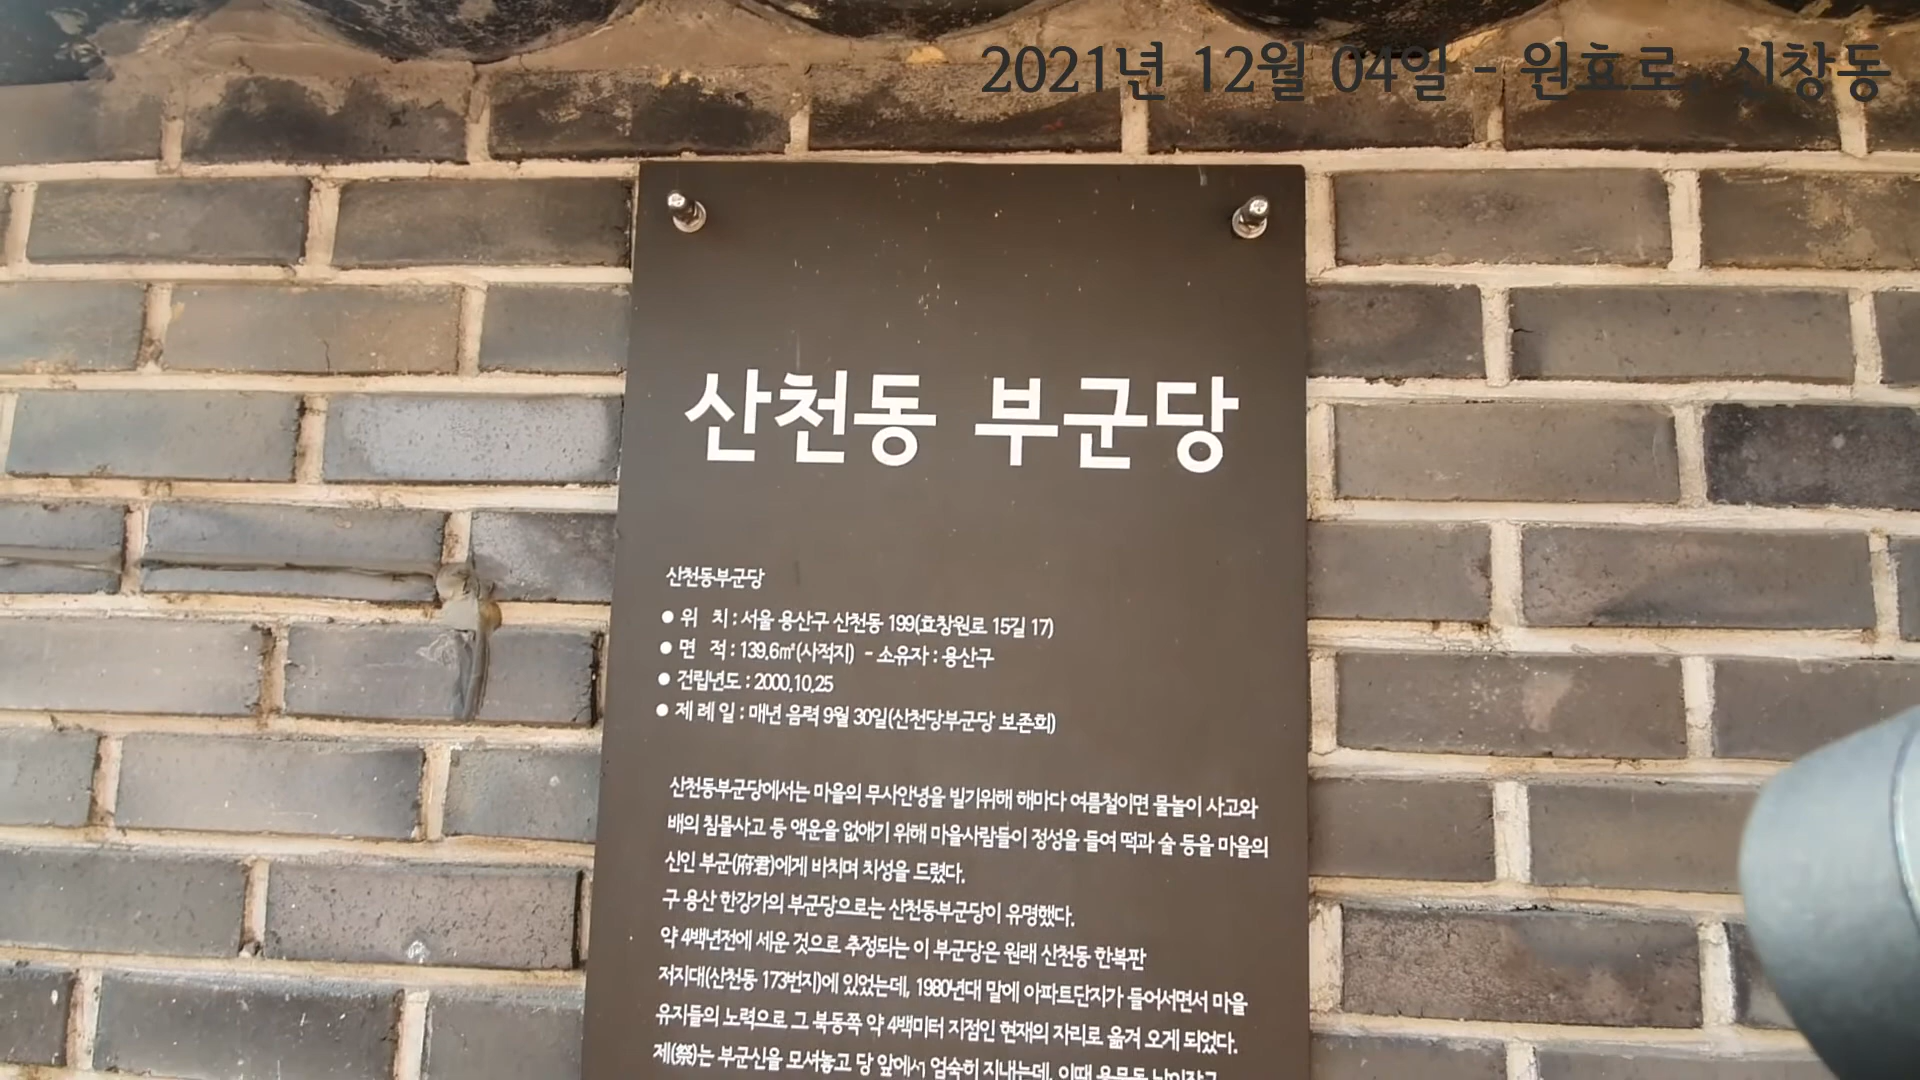 2021년 12월 04일 - 원효로, 신창동
산천동 부군당
산천동부군당
● 위 치 : 서울 용산구 산천동 199(효창원로 15길 17)
● 면 적 : 139.6㎡(사적지) - 소유자 : 용산구
● 건립년도 : 2000.10.25
● 제 례 일 : 매년 음력 9월 30일(산천당부군당 보존회)
산천동부군당에서는 마을의 무사안녕을 빌기위해 해마다 여름철이면 물놀이 사고와
배의 침몰사고 등 액운을 없애기 위해 마을사람들이 정성을 들여 떡과 술 등을 마을의
신인 부군(府君)에게 바치며 치성을 드렸다.
구 용산 한강가의 부군당으로는 산천동부군당이 유명했다.
약 4백년전에 세운 것으로 추정되는 이 부군당은 원래 산천동 한복판
저지대(산천동 173번지)에 있었는데, 1980년대 말에 아파트단지가 들어서면서 마을
유지들의 노력으로 그 북동쪽 약 4백미터 지점인 현재의 자리로 옮겨 오게 되었다.
제(祭)는 부군신을 모셔놓고 당 앞에서 엄숙히 지내는데, 이때